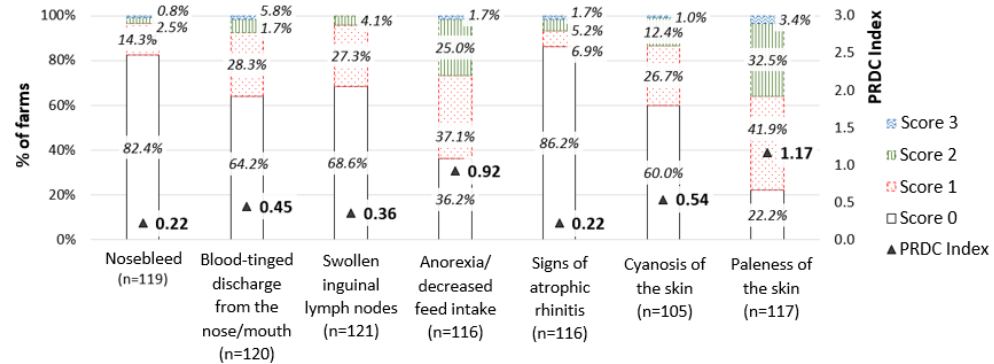 100%
80%
60%
40%
20%
0%
% of farms
0.8%
2.5%
14.3%
82.4%
0.22
5.8%
1.7%
28.3%
64.2%
0.45
4.1%
27.3%
68.6%
0.36
1.7%
25.0%
37.1%
0.92
36.2%
1.7%
5.2%
6.9%
86.2%
0.22
1.0%
12.4%
26.7%
60.0%
0.54
3.4%
32.5%
41.9%
1.17
22.2%
3.0
2.5
2.0
1.5
1.0
0.5
0.0
PRDC Index
Score 3
Score 2
Score 1
Score 0
PRDC Index
Nosebleed
(n=119)
Blood-tinged
discharge
from the
nose/mouth
(n=120)
Swollen
inguinal
lymph nodes
(n=121)
Anorexia/
decreased
feed intake
(n=116)
Signs of
atrophic
rhinitis
(n=116)
Cyanosis of
the skin
(n=105)
Paleness of
the skin
(n=117)